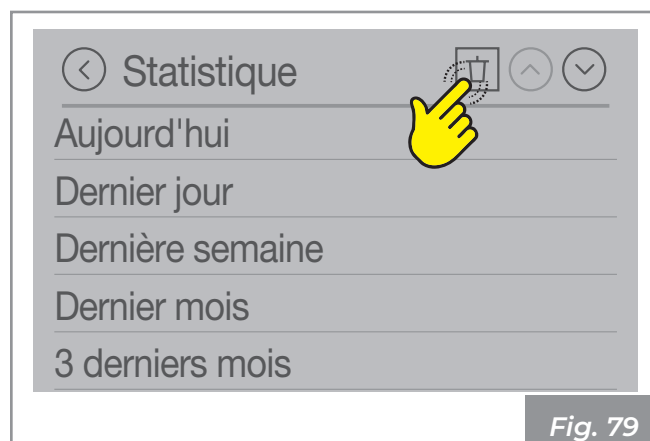 Statistique
Aujourd'hui
Dernier jour
Dernière semaine
Dernier mois
3 derniers mois
Fig. 79